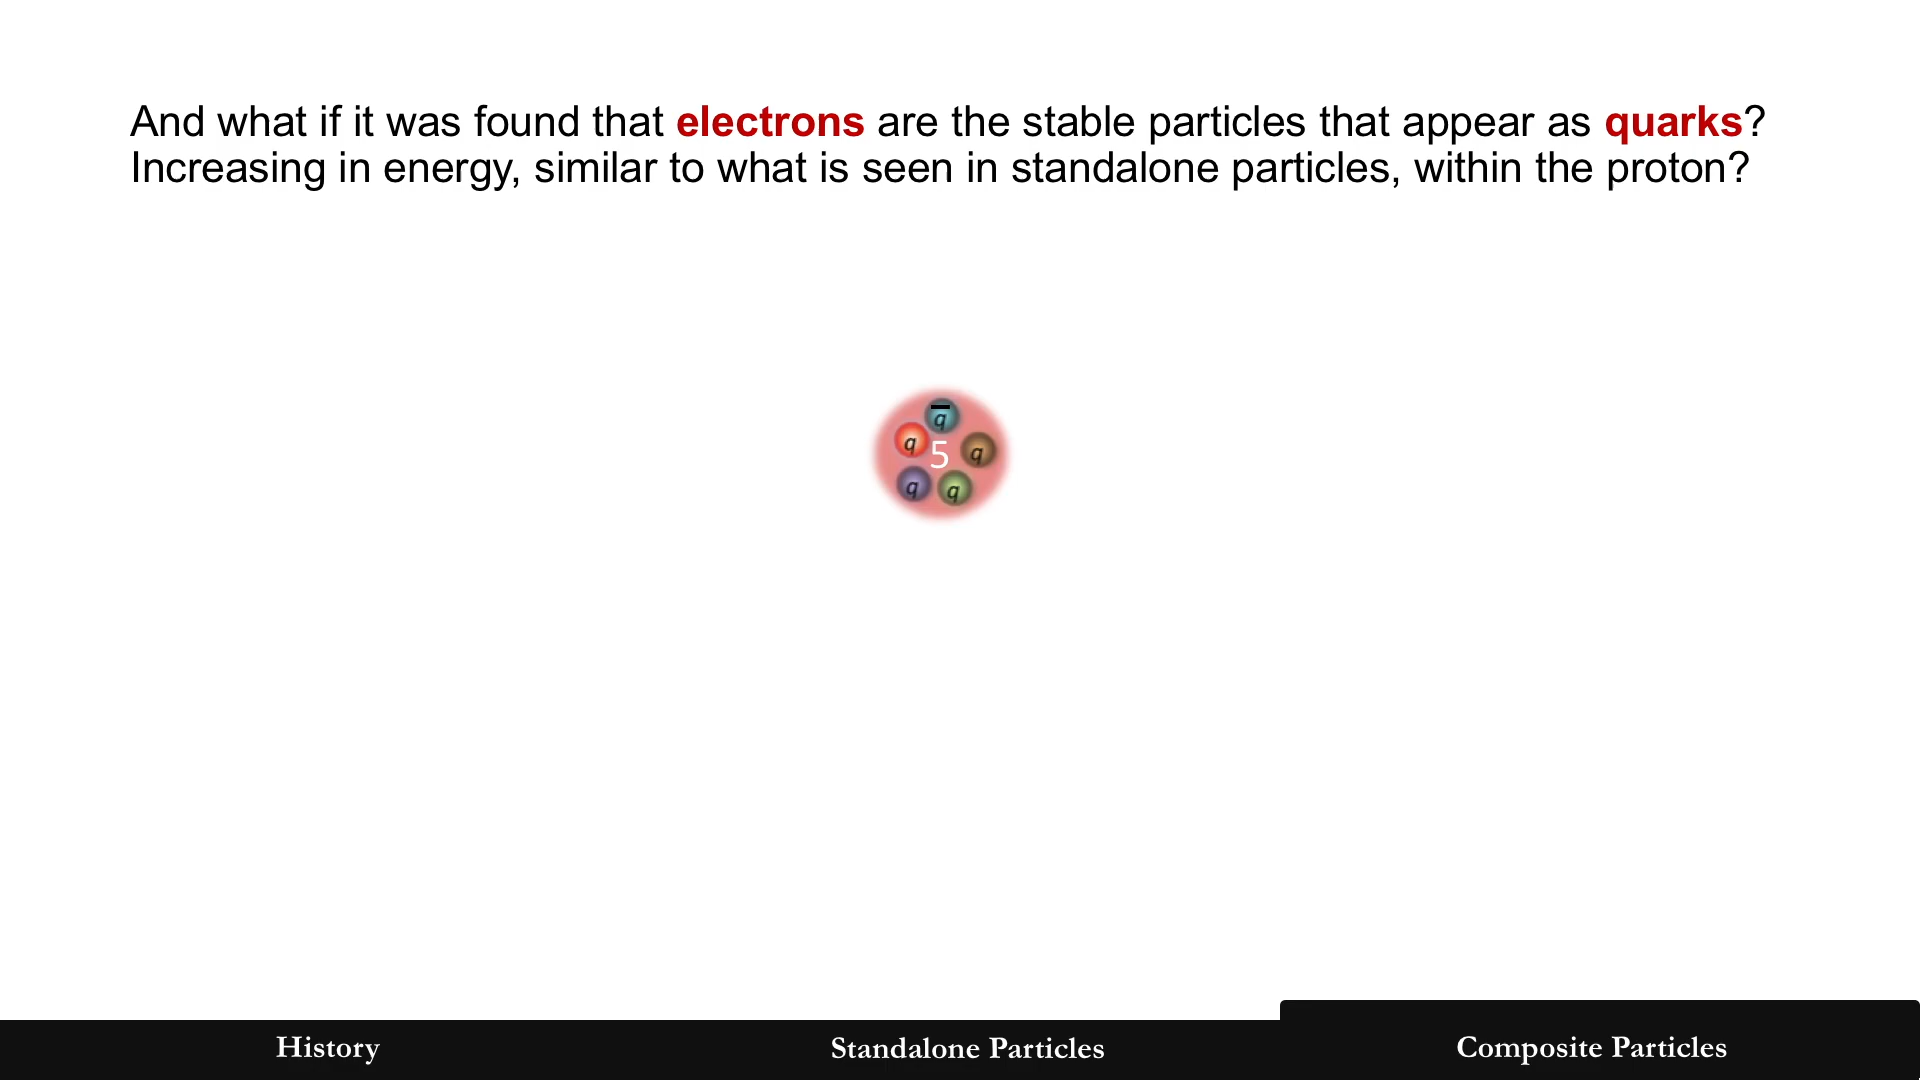 And what if it was found that electrons are the stable particles that appear as quarks?
Increasing in energy, similar to what is seen in standalone particles, within the proton?
q̅
q
5
q
q
q
History
Standalone Particles
Composite Particles